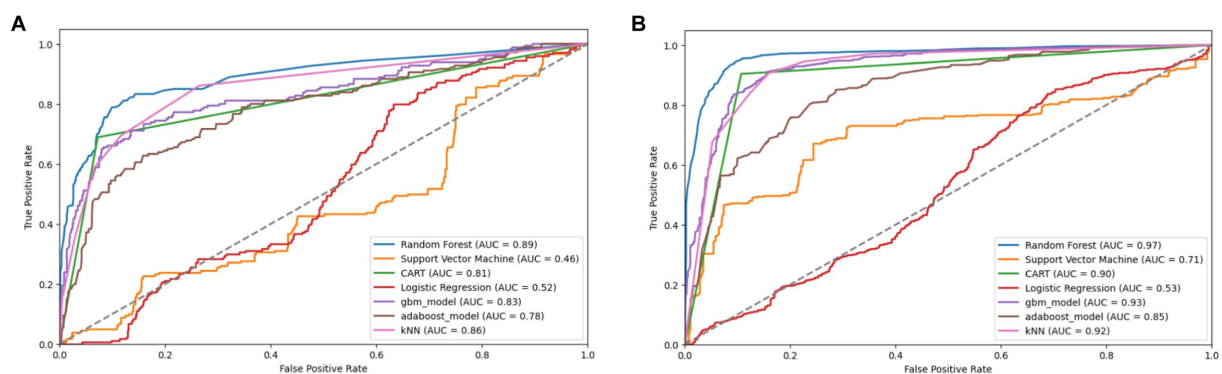 A
1.0
0.8
0.6
0.4
0.2
0.0
True Positive Rate
0.0 0.2 0.4 0.6 0.8 1.0
False Positive Rate
Random Forest (AUC = 0.89)
Support Vector Machine (AUC = 0.46)
CART (AUC = 0.81)
Logistic Regression (AUC = 0.52)
gbm_model (AUC = 0.83)
adaboost_model (AUC = 0.78)
kNN (AUC = 0.86)
B
1.0
0.8
0.6
0.4
0.2
0.0
True Positive Rate
0.0 0.2 0.4 0.6 0.8 1.0
False Positive Rate
Random Forest (AUC = 0.97)
Support Vector Machine (AUC = 0.71)
CART (AUC = 0.90)
Logistic Regression (AUC = 0.53)
gbm_model (AUC = 0.93)
adaboost_model (AUC = 0.85)
kNN (AUC = 0.92)